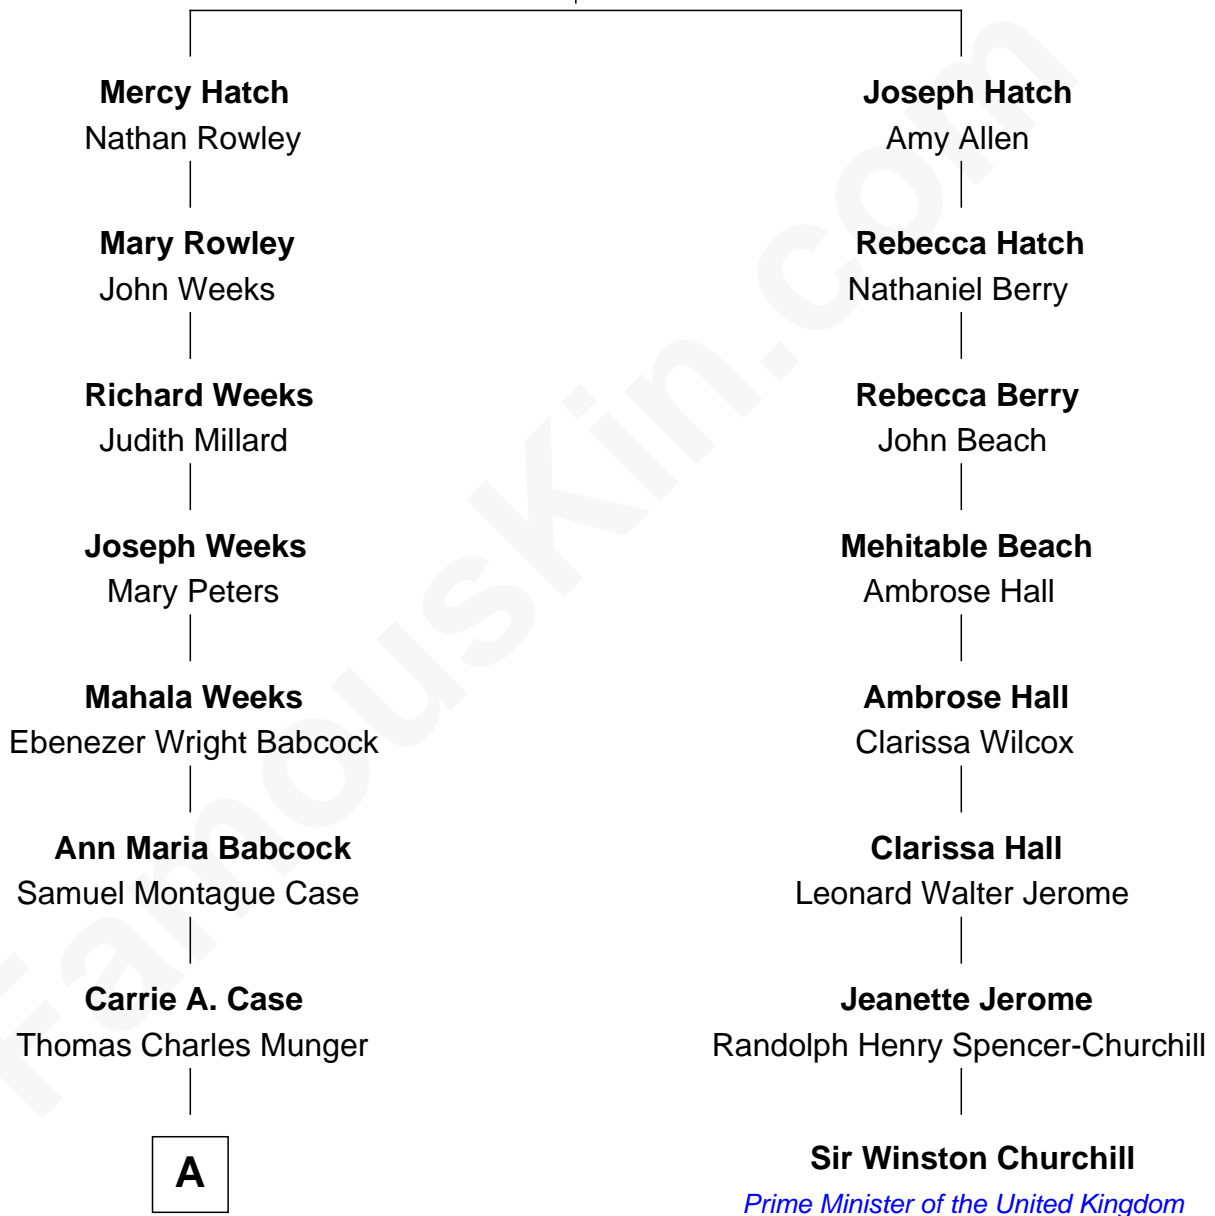 Mercy Hatch
Nathan Rowley
Mary Rowley
John Weeks
Richard Weeks
Judith Millard
Joseph Weeks
Mary Peters
Mahala Weeks
Ebenezer Wright Babcock
Ann Maria Babcock
Samuel Montague Case
Carrie A. Case
Thomas Charles Munger
A
Joseph Hatch
Amy Allen
Rebecca Hatch
Nathaniel Berry
Rebecca Berry
John Beach
Mehitable Beach
Ambrose Hall
Ambrose Hall
Clarissa Wilcox
Clarissa Hall
Leonard Walter Jerome
Jeanette Jerome
Randolph Henry Spencer-Churchill
Sir Winston Churchill
Prime Minister of the United Kingdom
FamousKin.com